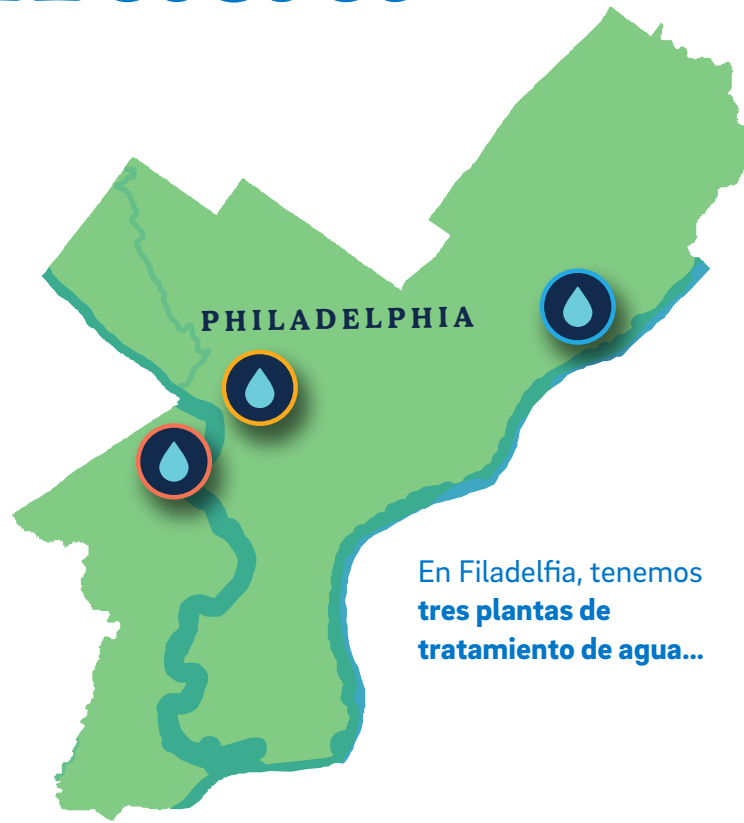 PHILADELPHIA
En Filadelfia, tenemos
tres plantas de
tratamiento de agua...